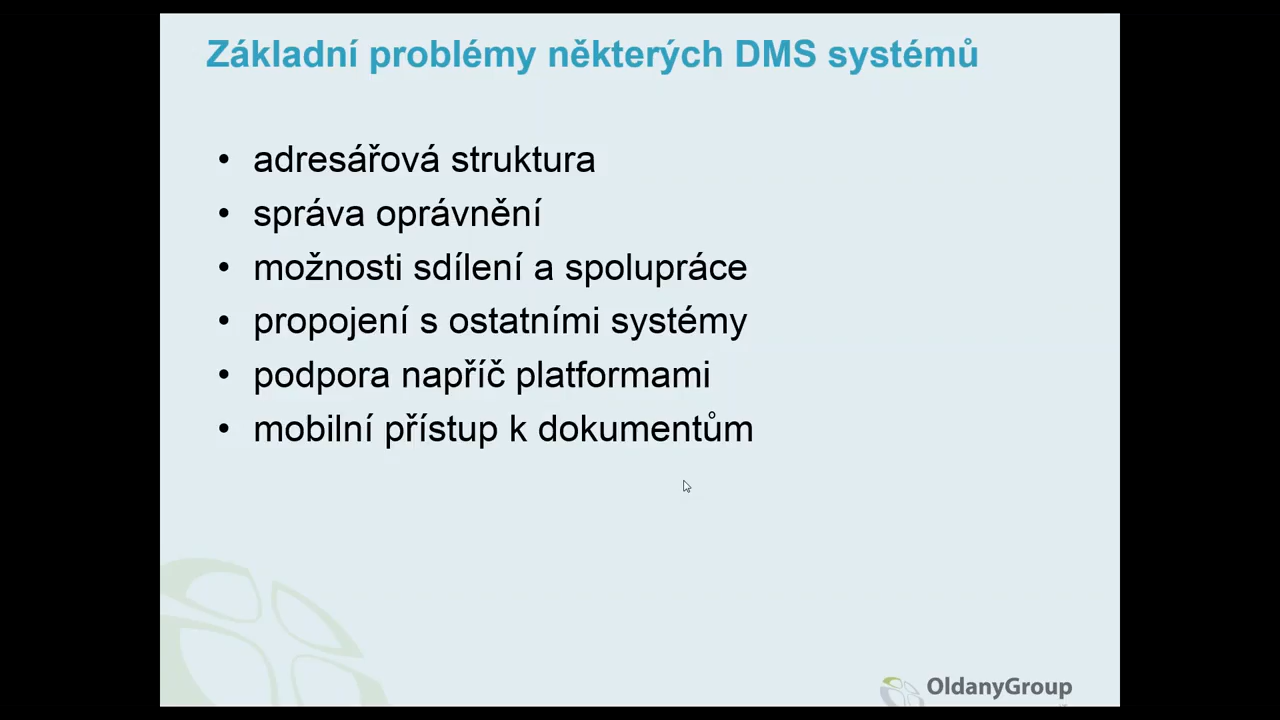 Základní problémy některých DMS systémů
• adresářová struktura
• správa oprávnění
• možnosti sdílení a spolupráce
• propojení s ostatními systémy
• podpora napříč platformami
• mobilní přístup k dokumentům
OldanyGroup